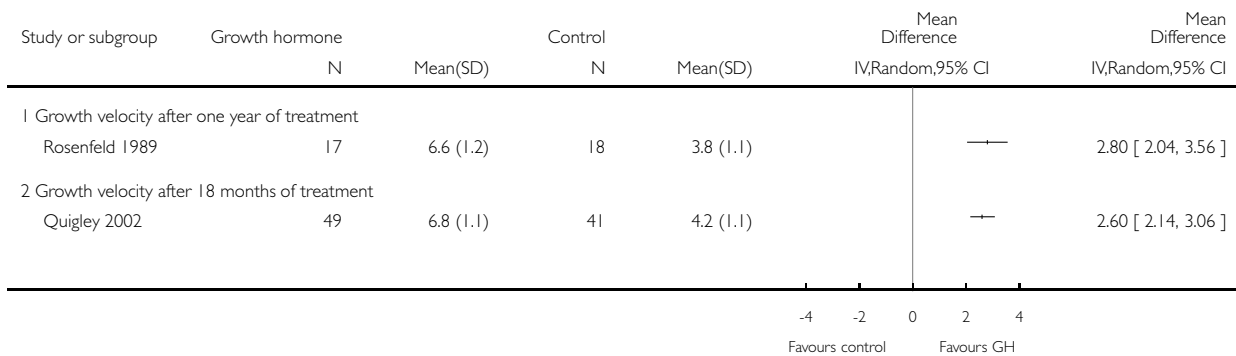 Mean Mean
Study or subgroup Growth hormone Control Difference Difference
N Mean(SD) N Mean(SD) IV,Random,95% CI IV,Random,95% CI
1 Growth velocity after one year of treatment
Rosenfeld 1989 17 6.6 (1.2) 18 3.8 (1.1) 2.80 [ 2.04, 3.56 ]
2 Growth velocity after 18 months of treatment
Quigley 2002 49 6.8 (1.1) 41 4.2 (1.1) 2.60 [ 2.14, 3.06 ]
-4 -2 0 2 4
Favours control Favours GH